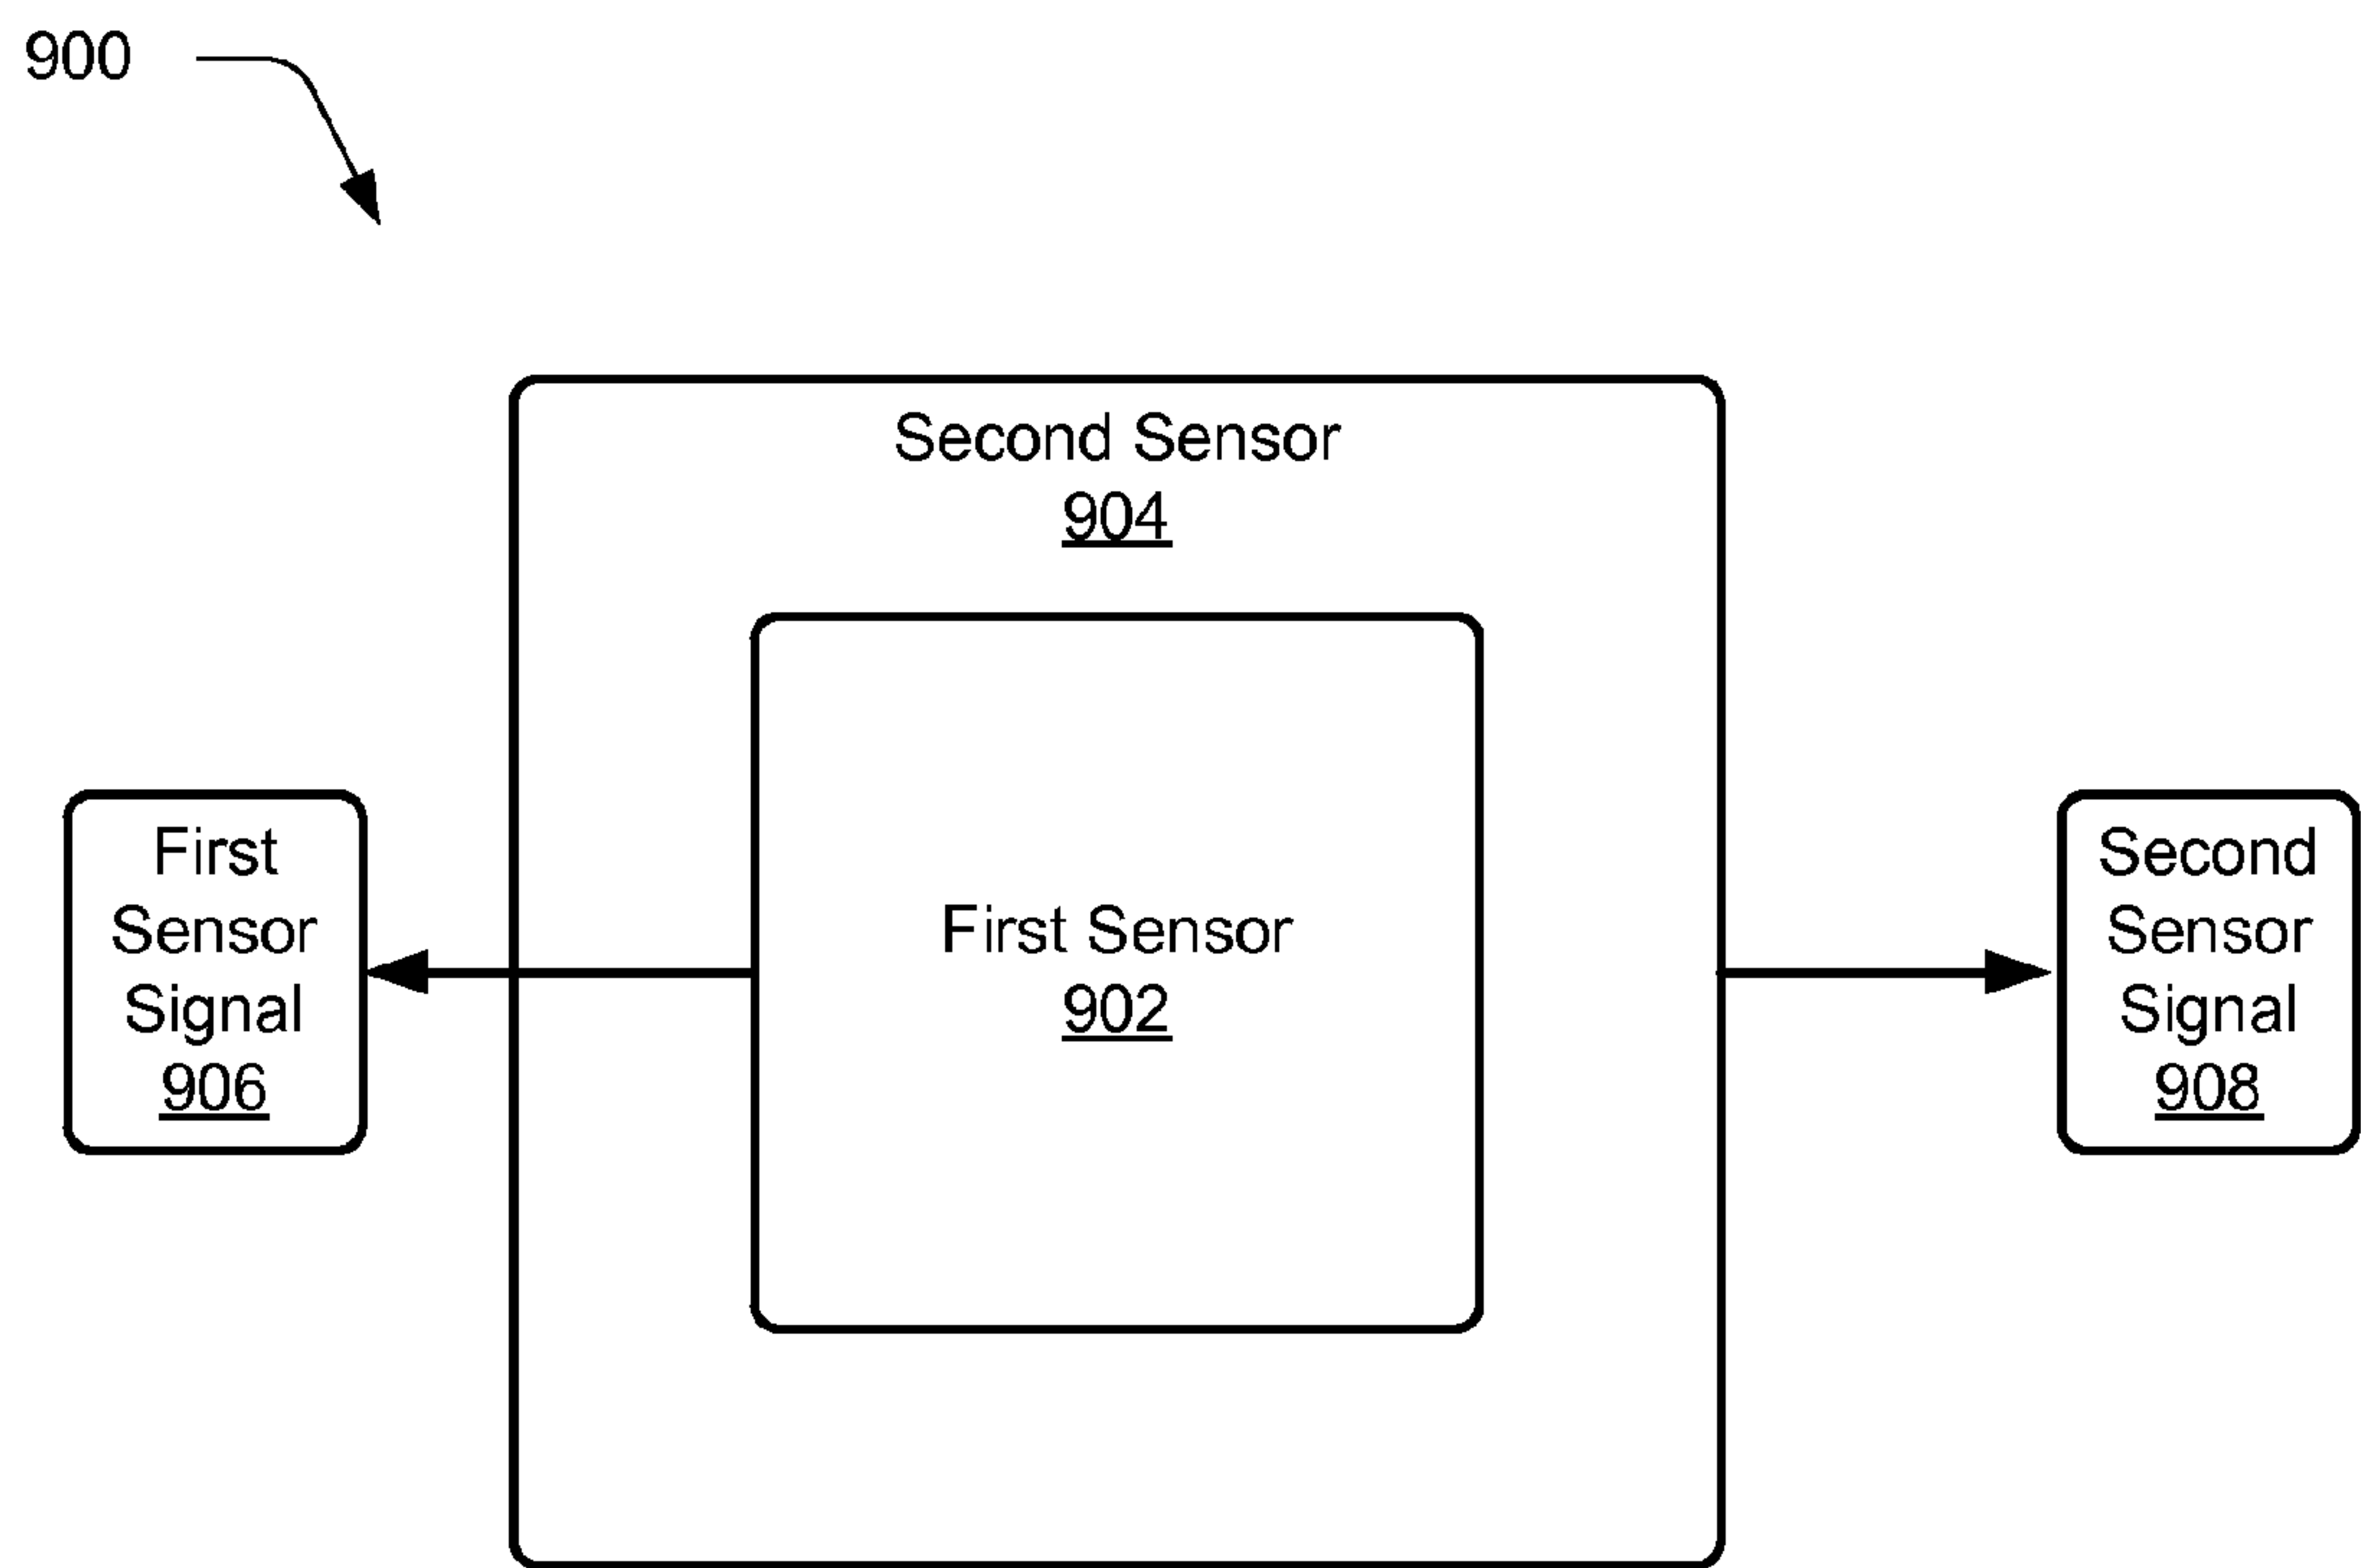 900
Second Sensor
904
First
Sensor
Signal
906
First Sensor
902
Second
Sensor
Signal
908